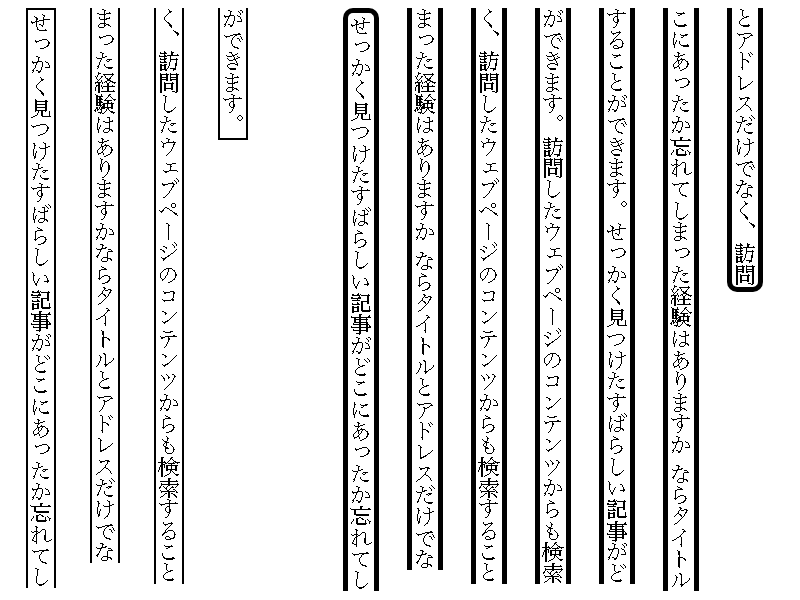 せっかく見つけたすばらしい記事がどこにあったか忘れてし
まった経験はありますかならタイトルとアドレスだけでな
く、訪問したウェブページのコンテンツからも検索すること
ができます。
せっかく見つけたすばらしい記事がどこにあったか忘れてし
まった経験はありますか ならタイトルとアドレスだけでな
く、訪問したウェブページのコンテンツからも検索すること
ができます。 訪問したウェブページのコンテンツからも検索
することができます。 せっかく見つけたすばらしい記事がど
こにあったか忘れてしまった経験はありますか ならタイトル
とアドレスだけでなく、訪問